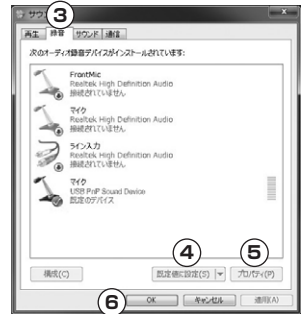 サウンド
③
再生 録音 サウンド 通信
次のオーディオ録音デバイスがインストールされています:
FrontMic
Realtek High Definition Audio
接続されていません
マイク
Realtek High Definition Audio
接続されていません
ライン入力
Realtek High Definition Audio
接続されていません
マイク
USB PnP Sound Device
既定のデバイス
④ ⑤
構成(C) 既定値に設定(S) プロパティ(P)
⑥ OK キャンセル 適用(A)